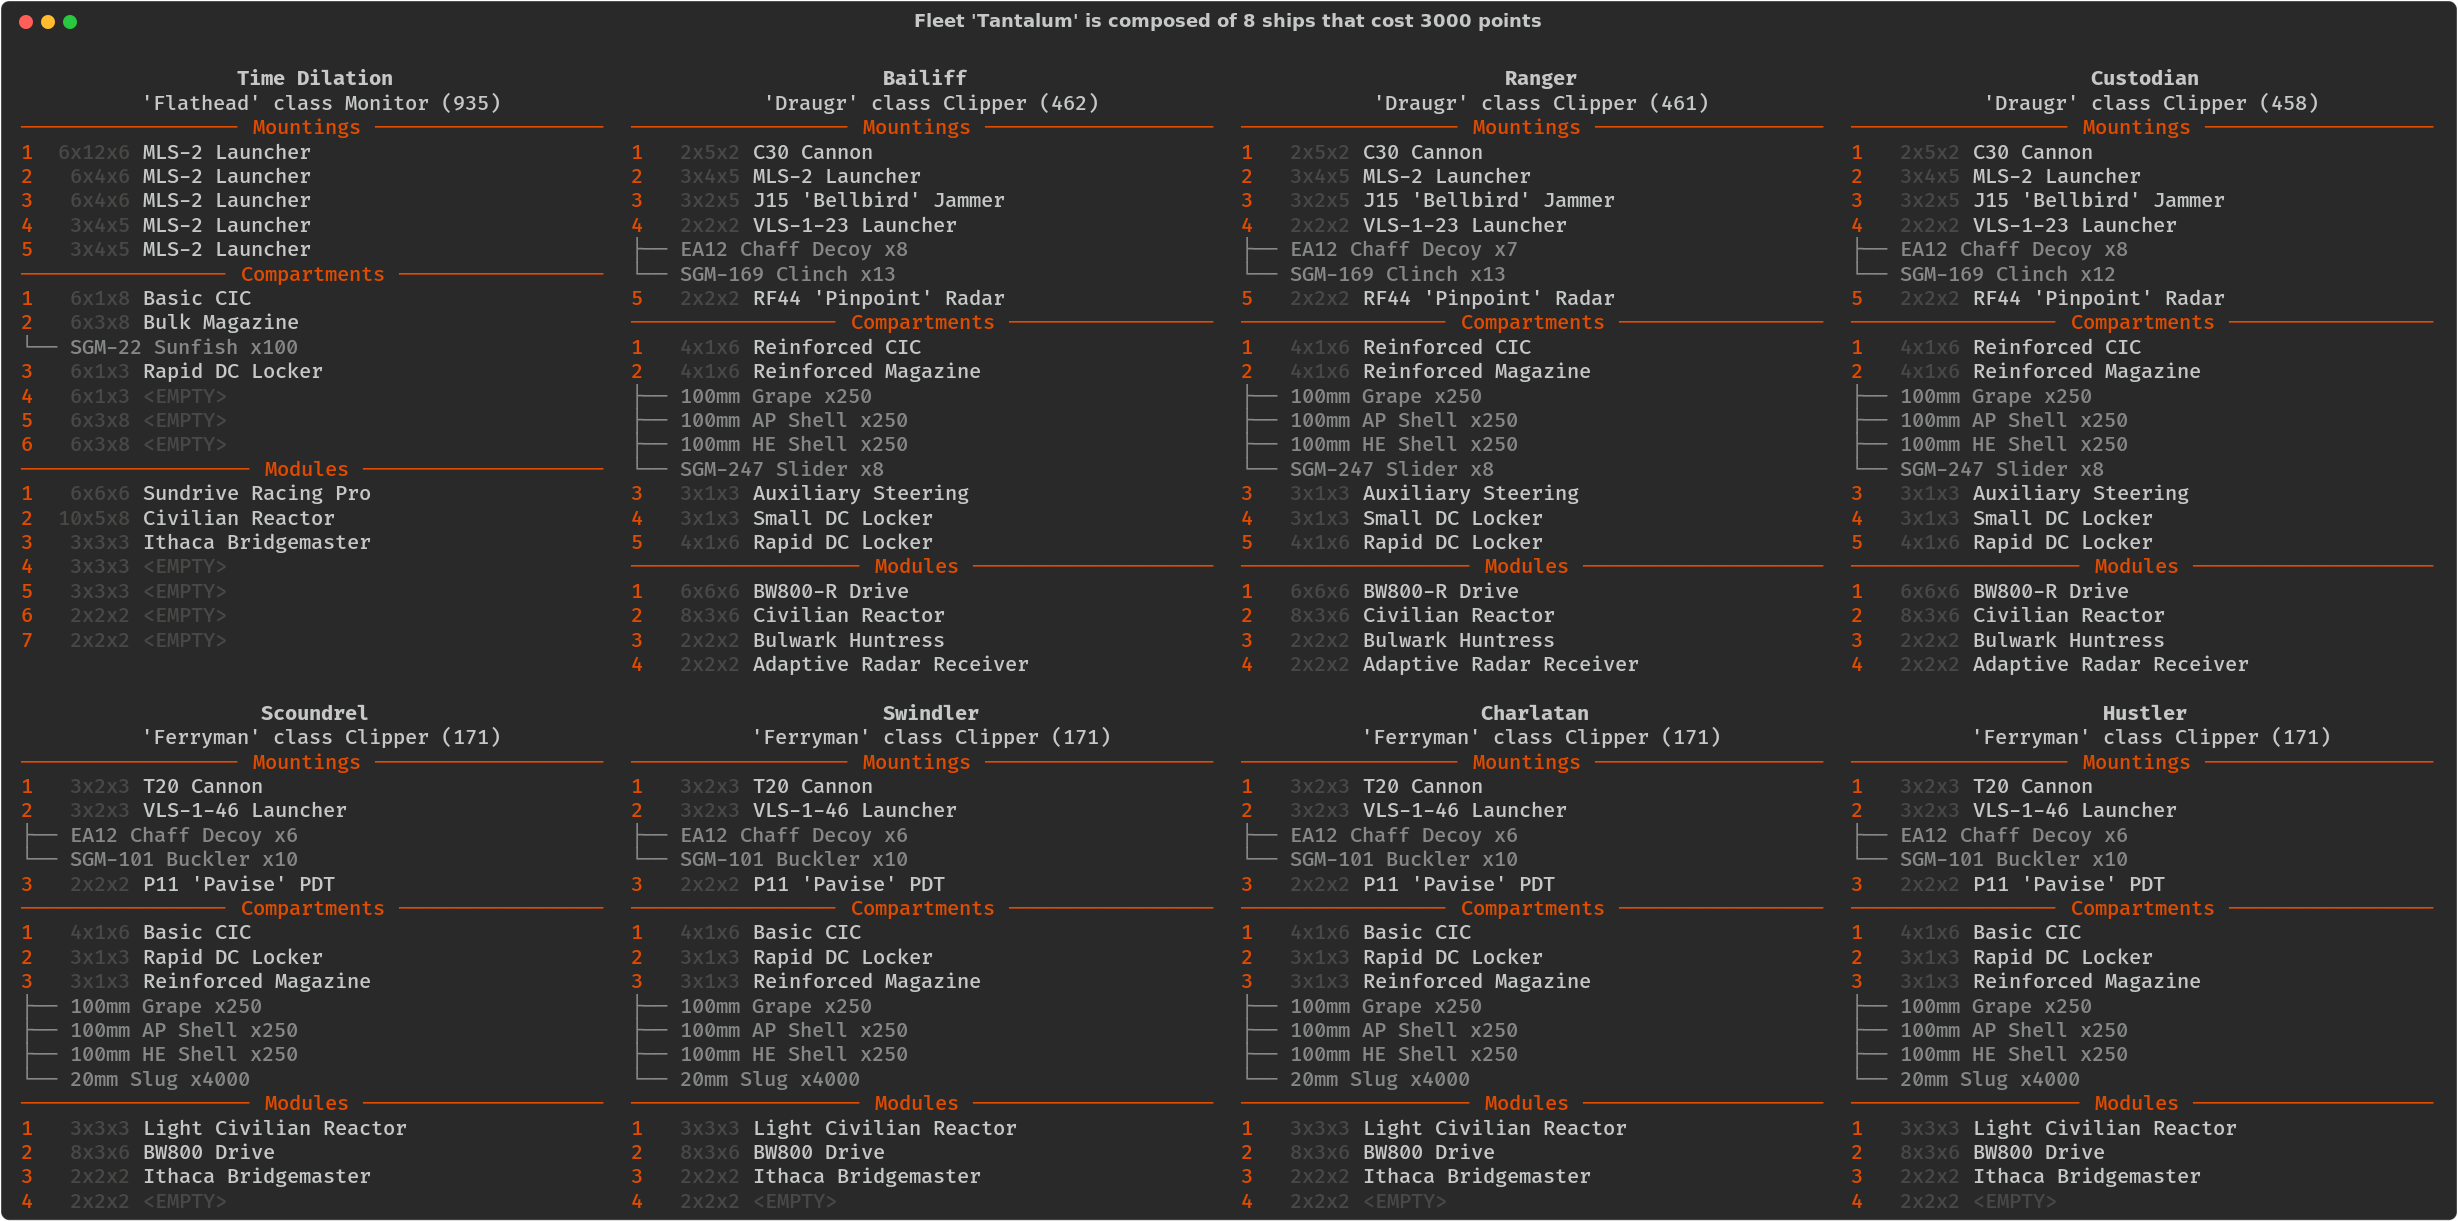 Fleet 'Tantalum' is composed of 8 ships that cost 3000 points
Time Dilation
'Flathead' class Monitor (935)
Mountings
1 6x12x6 MLS-2 Launcher
2 6x4x6 MLS-2 Launcher
3 6x4x6 MLS-2 Launcher
4 3x4x5 MLS-2 Launcher
5 3x4x5 MLS-2 Launcher
Compartments
1 6x1x8 Basic CIC
2 6x3x8 Bulk Magazine
└── SGM-22 Sunfish x100
3 6x1x3 Rapid DC Locker
4 6x1x3 <EMPTY>
5 6x3x8 <EMPTY>
6 6x3x8 <EMPTY>
Modules
1 6x6x6 Sundrive Racing Pro
2 10x5x8 Civilian Reactor
3 3x3x3 Ithaca Bridgemaster
4 3x3x3 <EMPTY>
5 3x3x3 <EMPTY>
6 2x2x2 <EMPTY>
7 2x2x2 <EMPTY>
Bailiff
'Draugr' class Clipper (462)
Mountings
1 2x5x2 C30 Cannon
2 3x4x5 MLS-2 Launcher
3 3x2x5 J15 'Bellbird' Jammer
4 2x2x2 VLS-1-23 Launcher
├── EA12 Chaff Decoy x8
└── SGM-169 Clinch x13
5 2x2x2 RF44 'Pinpoint' Radar
Compartments
1 4x1x6 Reinforced CIC
2 4x1x6 Reinforced Magazine
├── 100mm Grape x250
├── 100mm AP Shell x250
├── 100mm HE Shell x250
└── SGM-247 Slider x8
3 3x1x3 Auxiliary Steering
4 3x1x3 Small DC Locker
5 4x1x6 Rapid DC Locker
Modules
1 6x6x6 BW800-R Drive
2 8x3x6 Civilian Reactor
3 2x2x2 Bulwark Huntress
4 2x2x2 Adaptive Radar Receiver
Ranger
'Draugr' class Clipper (461)
Mountings
1 2x5x2 C30 Cannon
2 3x4x5 MLS-2 Launcher
3 3x2x5 J15 'Bellbird' Jammer
4 2x2x2 VLS-1-23 Launcher
├── EA12 Chaff Decoy x7
└── SGM-169 Clinch x13
5 2x2x2 RF44 'Pinpoint' Radar
Compartments
1 4x1x6 Reinforced CIC
2 4x1x6 Reinforced Magazine
├── 100mm Grape x250
├── 100mm AP Shell x250
├── 100mm HE Shell x250
└── SGM-247 Slider x8
3 3x1x3 Auxiliary Steering
4 3x1x3 Small DC Locker
5 4x1x6 Rapid DC Locker
Modules
1 6x6x6 BW800-R Drive
2 8x3x6 Civilian Reactor
3 2x2x2 Bulwark Huntress
4 2x2x2 Adaptive Radar Receiver
Custodian
'Draugr' class Clipper (458)
Mountings
1 2x5x2 C30 Cannon
2 3x4x5 MLS-2 Launcher
3 3x2x5 J15 'Bellbird' Jammer
4 2x2x2 VLS-1-23 Launcher
├── EA12 Chaff Decoy x8
└── SGM-169 Clinch x12
5 2x2x2 RF44 'Pinpoint' Radar
Compartments
1 4x1x6 Reinforced CIC
2 4x1x6 Reinforced Magazine
├── 100mm Grape x250
├── 100mm AP Shell x250
├── 100mm HE Shell x250
└── SGM-247 Slider x8
3 3x1x3 Auxiliary Steering
4 3x1x3 Small DC Locker
5 4x1x6 Rapid DC Locker
Modules
1 6x6x6 BW800-R Drive
2 8x3x6 Civilian Reactor
3 2x2x2 Bulwark Huntress
4 2x2x2 Adaptive Radar Receiver
Scoundrel
'Ferryman' class Clipper (171)
Mountings
1 3x2x3 T20 Cannon
2 3x2x3 VLS-1-46 Launcher
├── EA12 Chaff Decoy x6
└── SGM-101 Buckler x10
3 2x2x2 P11 'Pavise' PDT
Compartments
1 4x1x6 Basic CIC
2 3x1x3 Rapid DC Locker
3 3x1x3 Reinforced Magazine
├── 100mm Grape x250
├── 100mm AP Shell x250
├── 100mm HE Shell x250
└── 20mm Slug x4000
Modules
1 3x3x3 Light Civilian Reactor
2 8x3x6 BW800 Drive
3 2x2x2 Ithaca Bridgemaster
4 2x2x2 <EMPTY>
Swindler
'Ferryman' class Clipper (171)
Mountings
1 3x2x3 T20 Cannon
2 3x2x3 VLS-1-46 Launcher
├── EA12 Chaff Decoy x6
└── SGM-101 Buckler x10
3 2x2x2 P11 'Pavise' PDT
Compartments
1 4x1x6 Basic CIC
2 3x1x3 Rapid DC Locker
3 3x1x3 Reinforced Magazine
├── 100mm Grape x250
├── 100mm AP Shell x250
├── 100mm HE Shell x250
└── 20mm Slug x4000
Modules
1 3x3x3 Light Civilian Reactor
2 8x3x6 BW800 Drive
3 2x2x2 Ithaca Bridgemaster
4 2x2x2 <EMPTY>
Charlatan
'Ferryman' class Clipper (171)
Mountings
1 3x2x3 T20 Cannon
2 3x2x3 VLS-1-46 Launcher
├── EA12 Chaff Decoy x6
└── SGM-101 Buckler x10
3 2x2x2 P11 'Pavise' PDT
Compartments
1 4x1x6 Basic CIC
2 3x1x3 Rapid DC Locker
3 3x1x3 Reinforced Magazine
├── 100mm Grape x250
├── 100mm AP Shell x250
├── 100mm HE Shell x250
└── 20mm Slug x4000
Modules
1 3x3x3 Light Civilian Reactor
2 8x3x6 BW800 Drive
3 2x2x2 Ithaca Bridgemaster
4 2x2x2 <EMPTY>
Hustler
'Ferryman' class Clipper (171)
Mountings
1 3x2x3 T20 Cannon
2 3x2x3 VLS-1-46 Launcher
├── EA12 Chaff Decoy x6
└── SGM-101 Buckler x10
3 2x2x2 P11 'Pavise' PDT
Compartments
1 4x1x6 Basic CIC
2 3x1x3 Rapid DC Locker
3 3x1x3 Reinforced Magazine
├── 100mm Grape x250
├── 100mm AP Shell x250
├── 100mm HE Shell x250
└── 20mm Slug x4000
Modules
1 3x3x3 Light Civilian Reactor
2 8x3x6 BW800 Drive
3 2x2x2 Ithaca Bridgemaster
4 2x2x2 <EMPTY>